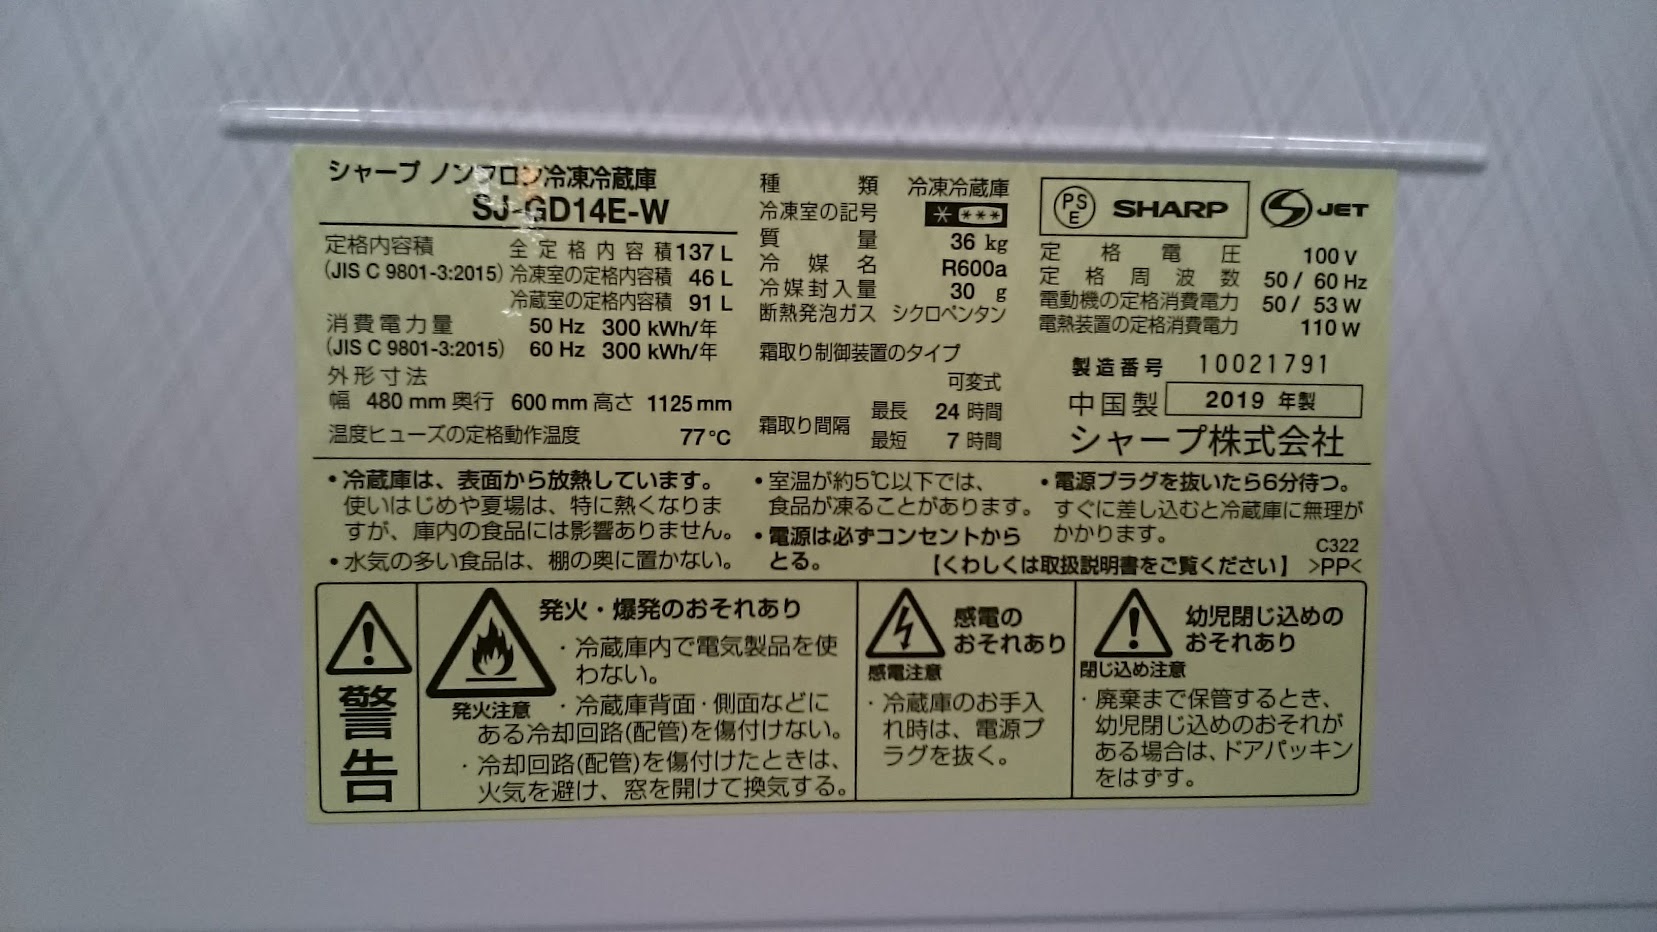 シャープ ノンフロン冷凍冷蔵庫
SJ-GD14E-W
定格内容積 全定格内容積 137 L
(JIS C 9801-3:2015) 冷凍室の定格内容積 46 L
冷蔵室の定格内容積 91 L
消費電力量 50 Hz 300 kWh/年
(JIS C 9801-3:2015) 60 Hz 300 kWh/年
外形寸法
幅 480 mm 奥行 600 mm 高さ 1125 mm
温度ヒューズの定格動作温度 77℃
種類 冷凍冷蔵庫
冷凍室の記号 * ***
質量 36 kg
冷媒名 R600a
冷媒封入量 30 g
断熱発泡ガス シクロペンタン
霜取り制御装置のタイプ
可変式
霜取り間隔 最長 24 時間
最短 7 時間
PSE SHARP S JET
定格電圧 100 V
定格周波数 50 / 60 Hz
電動機の定格消費電力 50 / 53 W
電熱装置の定格消費電力 110 W
製造番号 10021791
中国製 2019 年製
シャープ株式会社
・冷蔵庫は、表面から放熱しています。
使いはじめや夏場は、特に熱くなりま
すが、庫内の食品には影響ありません。
・水気の多い食品は、棚の奥に置かない。
・室温が約5℃以下では、
食品が凍ることがあります。
・電源は必ずコンセントから
とる。
・電源プラグを抜いたら6分待つ。
すぐに差し込むと冷蔵庫に無理が
かかります。
C322
【くわしくは取扱説明書をご覧ください】 >PP<
警告
発火・爆発のおそれあり
発火注意
・冷蔵庫内で電気製品を使
わない。
・冷蔵庫背面・側面などに
ある冷却回路(配管)を傷付けない。
・冷却回路(配管)を傷付けたときは、
火気を避け、窓を開けて換気する。
感電の
おそれあり
感電注意
・冷蔵庫のお手入
れ時は、電源プ
ラグを抜く。
幼児閉じ込めの
おそれあり
閉じ込め注意
・廃棄まで保管するとき、
幼児閉じ込めのおそれが
ある場合は、ドアパッキン
をはずす。